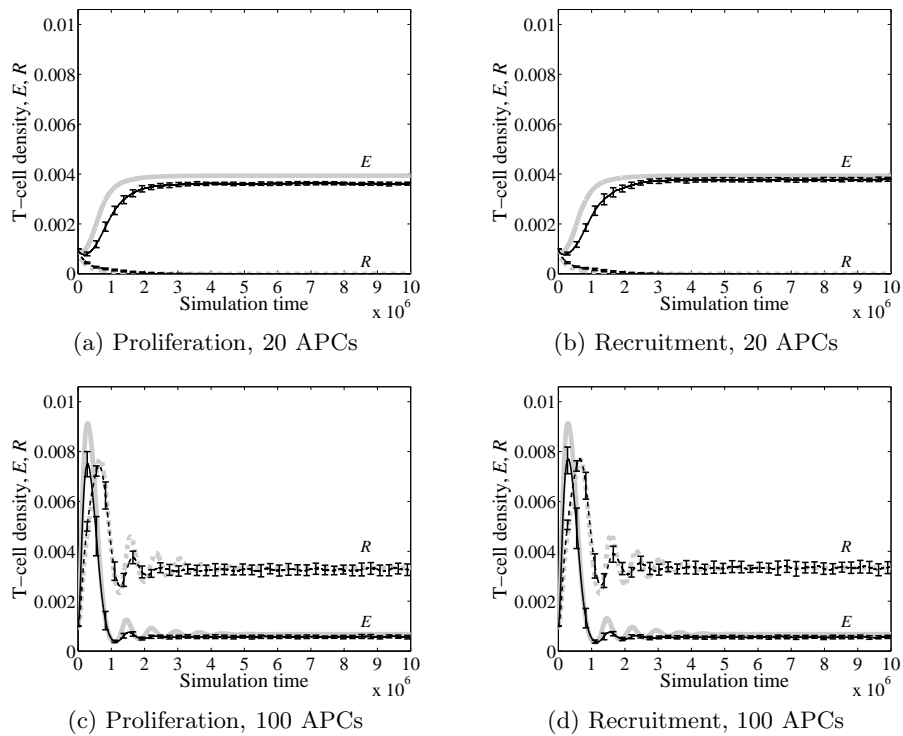 0.01
0.008
0.006
0.004
0.002
0
T−cell density, E, R
E
R
0 1 2 3 4 5 6 7 8 9 10
Simulation time
x 10^6
(a) Proliferation, 20 APCs
0.01
0.008
0.006
0.004
0.002
0
T−cell density, E, R
E
R
0 1 2 3 4 5 6 7 8 9 10
Simulation time
x 10^6
(b) Recruitment, 20 APCs
0.01
0.008
0.006
0.004
0.002
0
T−cell density, E, R
R
E
0 1 2 3 4 5 6 7 8 9 10
Simulation time
x 10^6
(c) Proliferation, 100 APCs
0.01
0.008
0.006
0.004
0.002
0
T−cell density, E, R
R
E
0 1 2 3 4 5 6 7 8 9 10
Simulation time
x 10^6
(d) Recruitment, 100 APCs